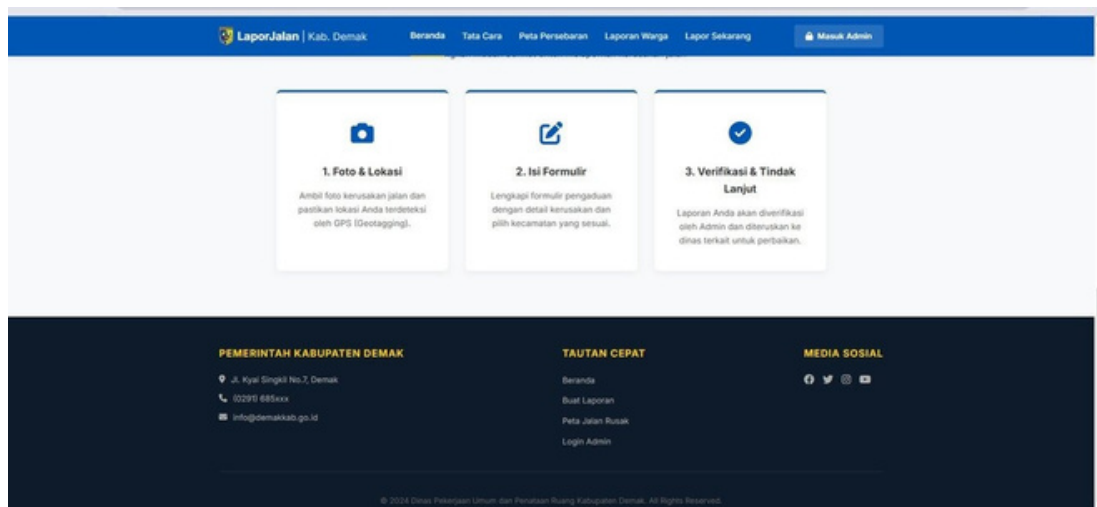 LaporJalan | Kab. Demak
Beranda Tata Cara Peta Persebaran Laporan Warga Lapor Sekarang Masuk Admin
1. Foto & Lokasi
Ambil foto kerusakan jalan dan
pastikan lokasi Anda terdeteksi
oleh GPS (Geotagging).
2. Isi Formulir
Lengkapi formulir pengaduan
dengan detail kerusakan dan
pilih kecamatan yang sesuai.
3. Verifikasi & Tindak
Lanjut
Laporan Anda akan diverifikasi
oleh Admin dan diteruskan ke
dinas terkait untuk perbaikan.
PEMERINTAH KABUPATEN DEMAK
Jl. Kyai Singkil No.7, Demak
(0291) 685xxx
info@demakkab.go.id
TAUTAN CEPAT
Beranda
Buat Laporan
Peta Jalan Rusak
Login Admin
MEDIA SOSIAL
© 2024 Dinas Pekerjaan Umum dan Penataan Ruang Kabupaten Demak. All Rights Reserved.